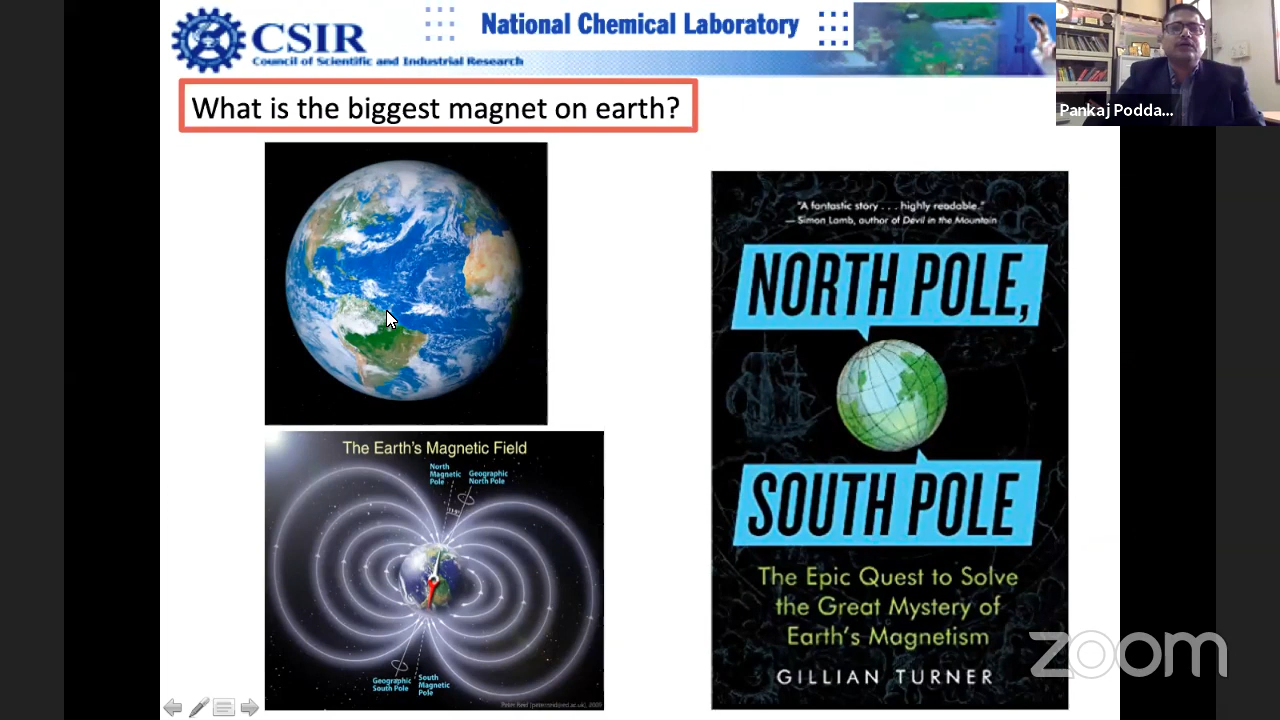 CSIR
Council of Scientific and Industrial Research
National Chemical Laboratory
Pankaj Podda...
What is the biggest magnet on earth?
The Earth's Magnetic Field
North
Magnetic
Pole
Geographic
North Pole
Geographic
South Pole
South
Magnetic
Pole
"A fantastic story . . . highly readable."
— Simon Lamb, author of Devil in the Mountain
NORTH POLE,
SOUTH POLE
The Epic Quest to Solve
the Great Mystery of
Earth's Magnetism
GILLIAN TURNER
zoom